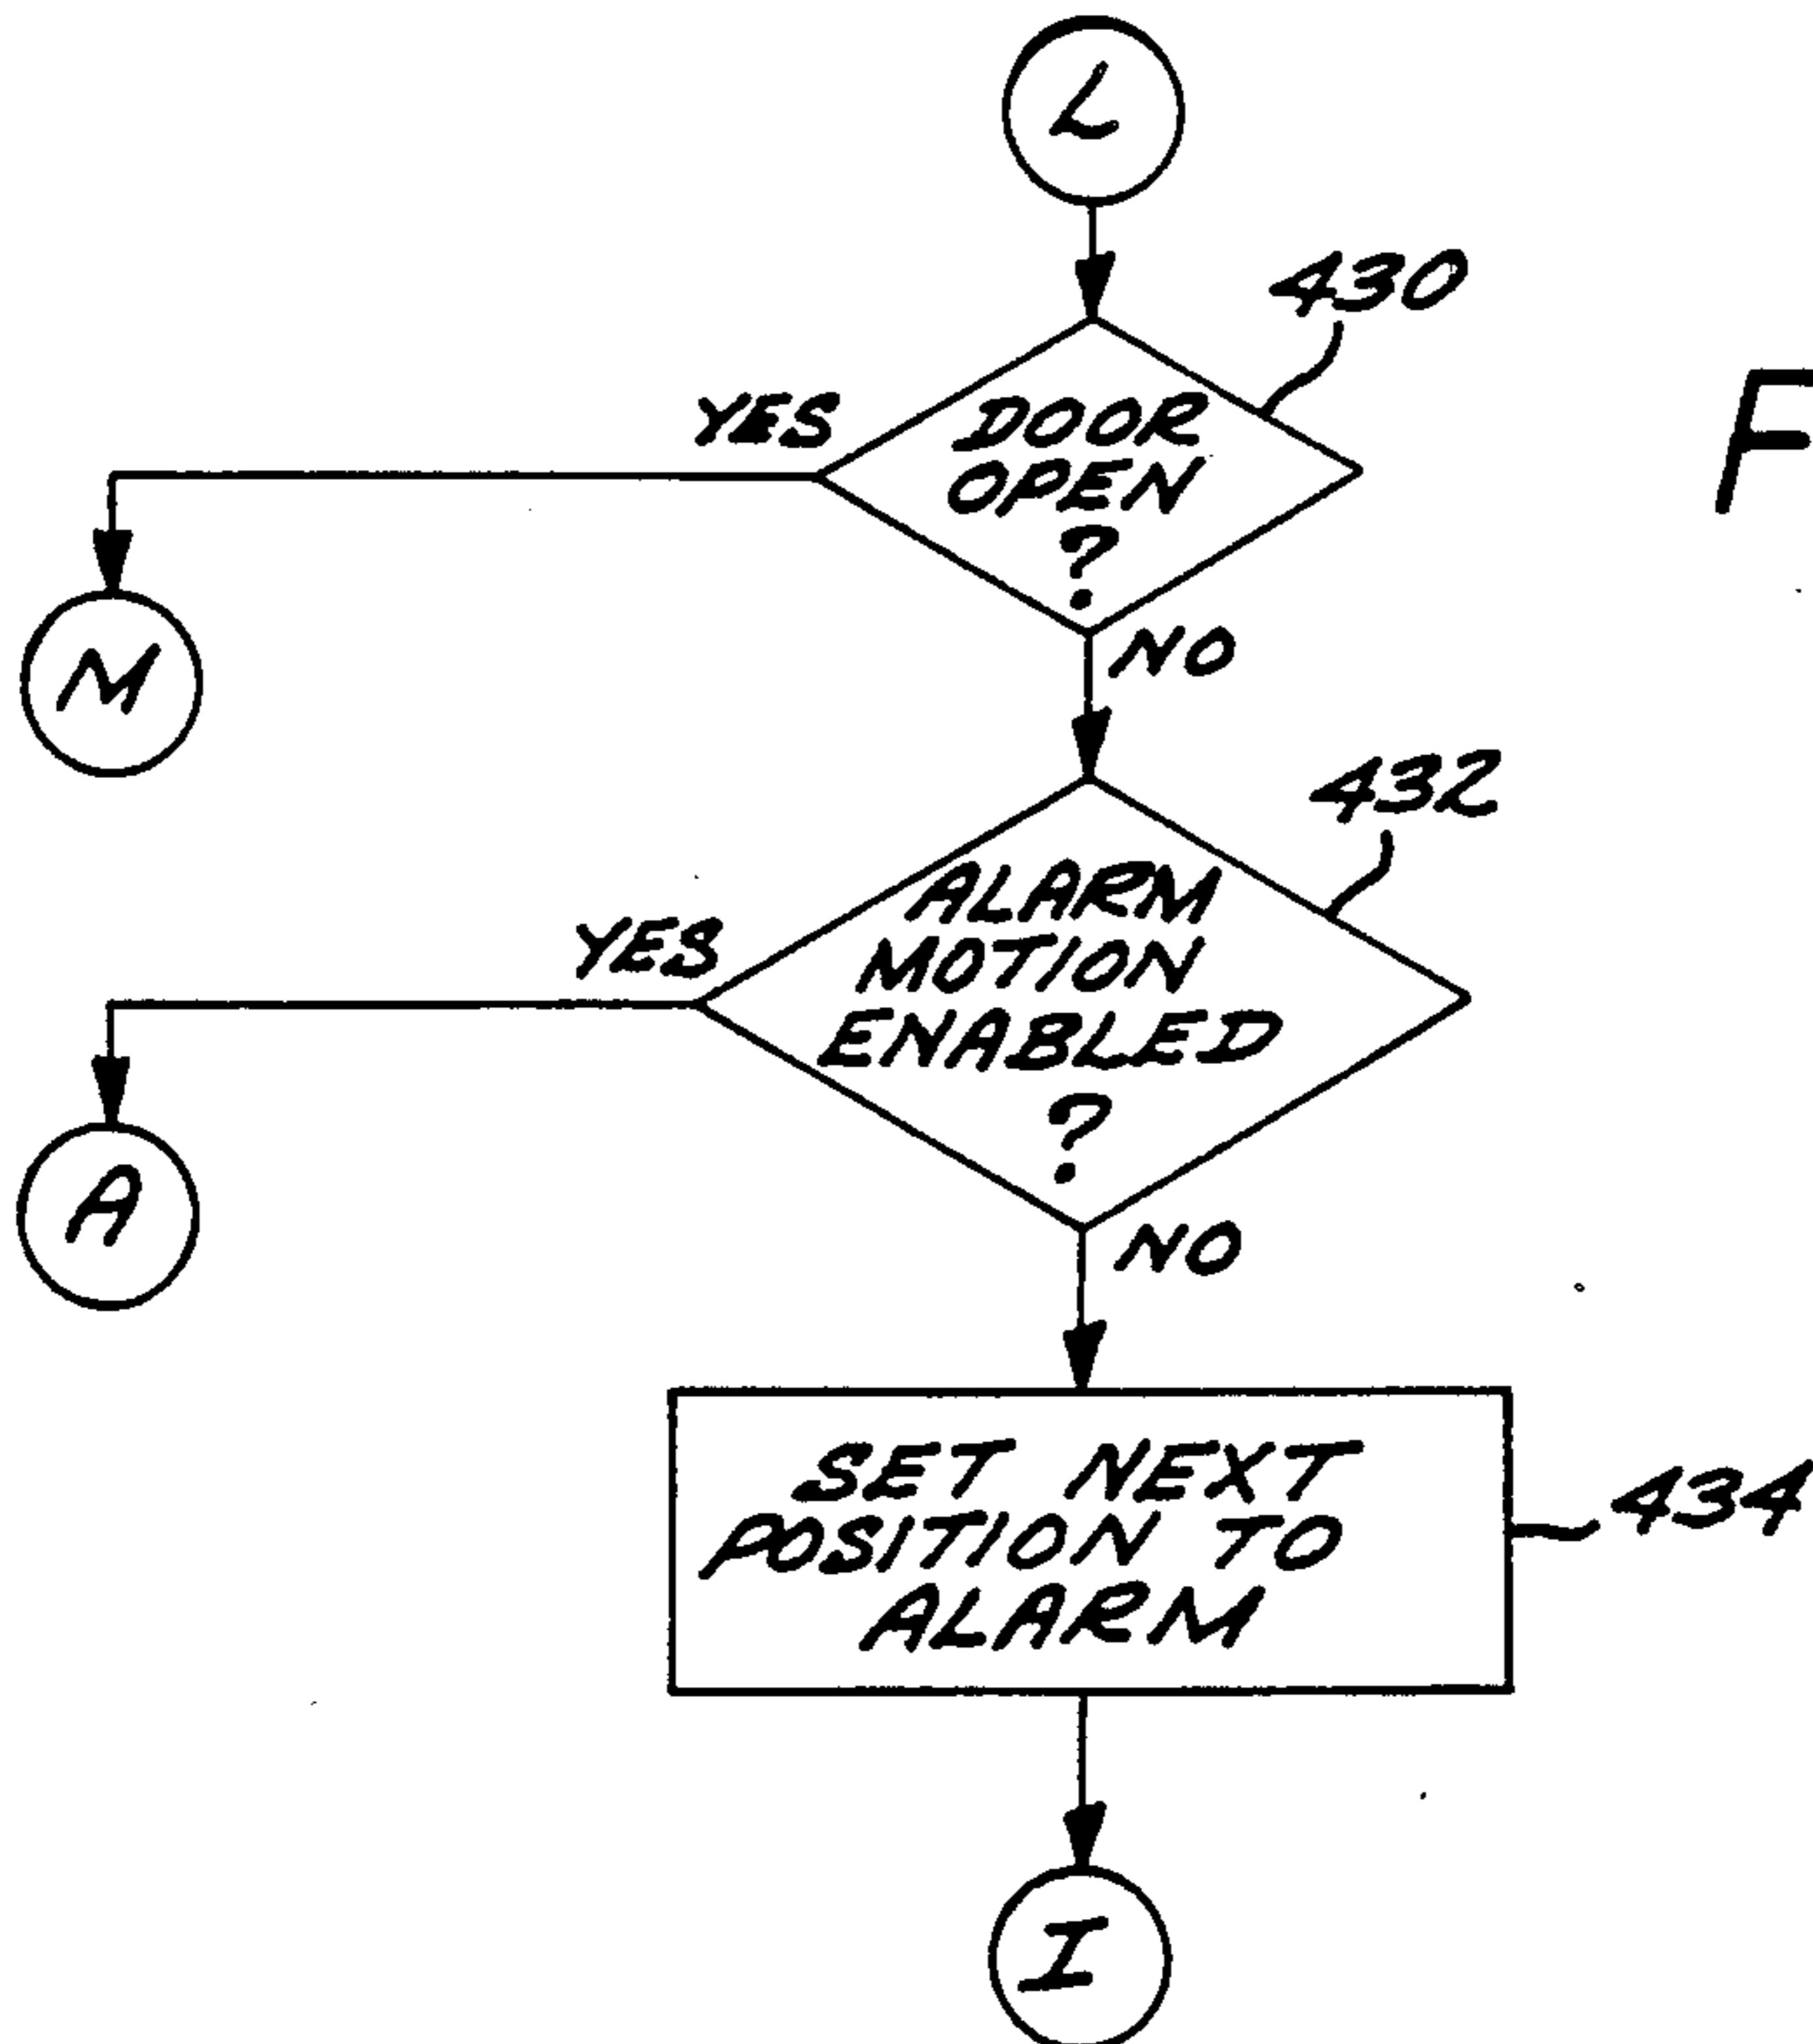 L
430
F
YES
DOOR
OPEN
?
M
NO
432
YES
ALARM
MOTION
ENABLED
?
A
NO
SET NEXT
POSITION TO
ALARM
434
I